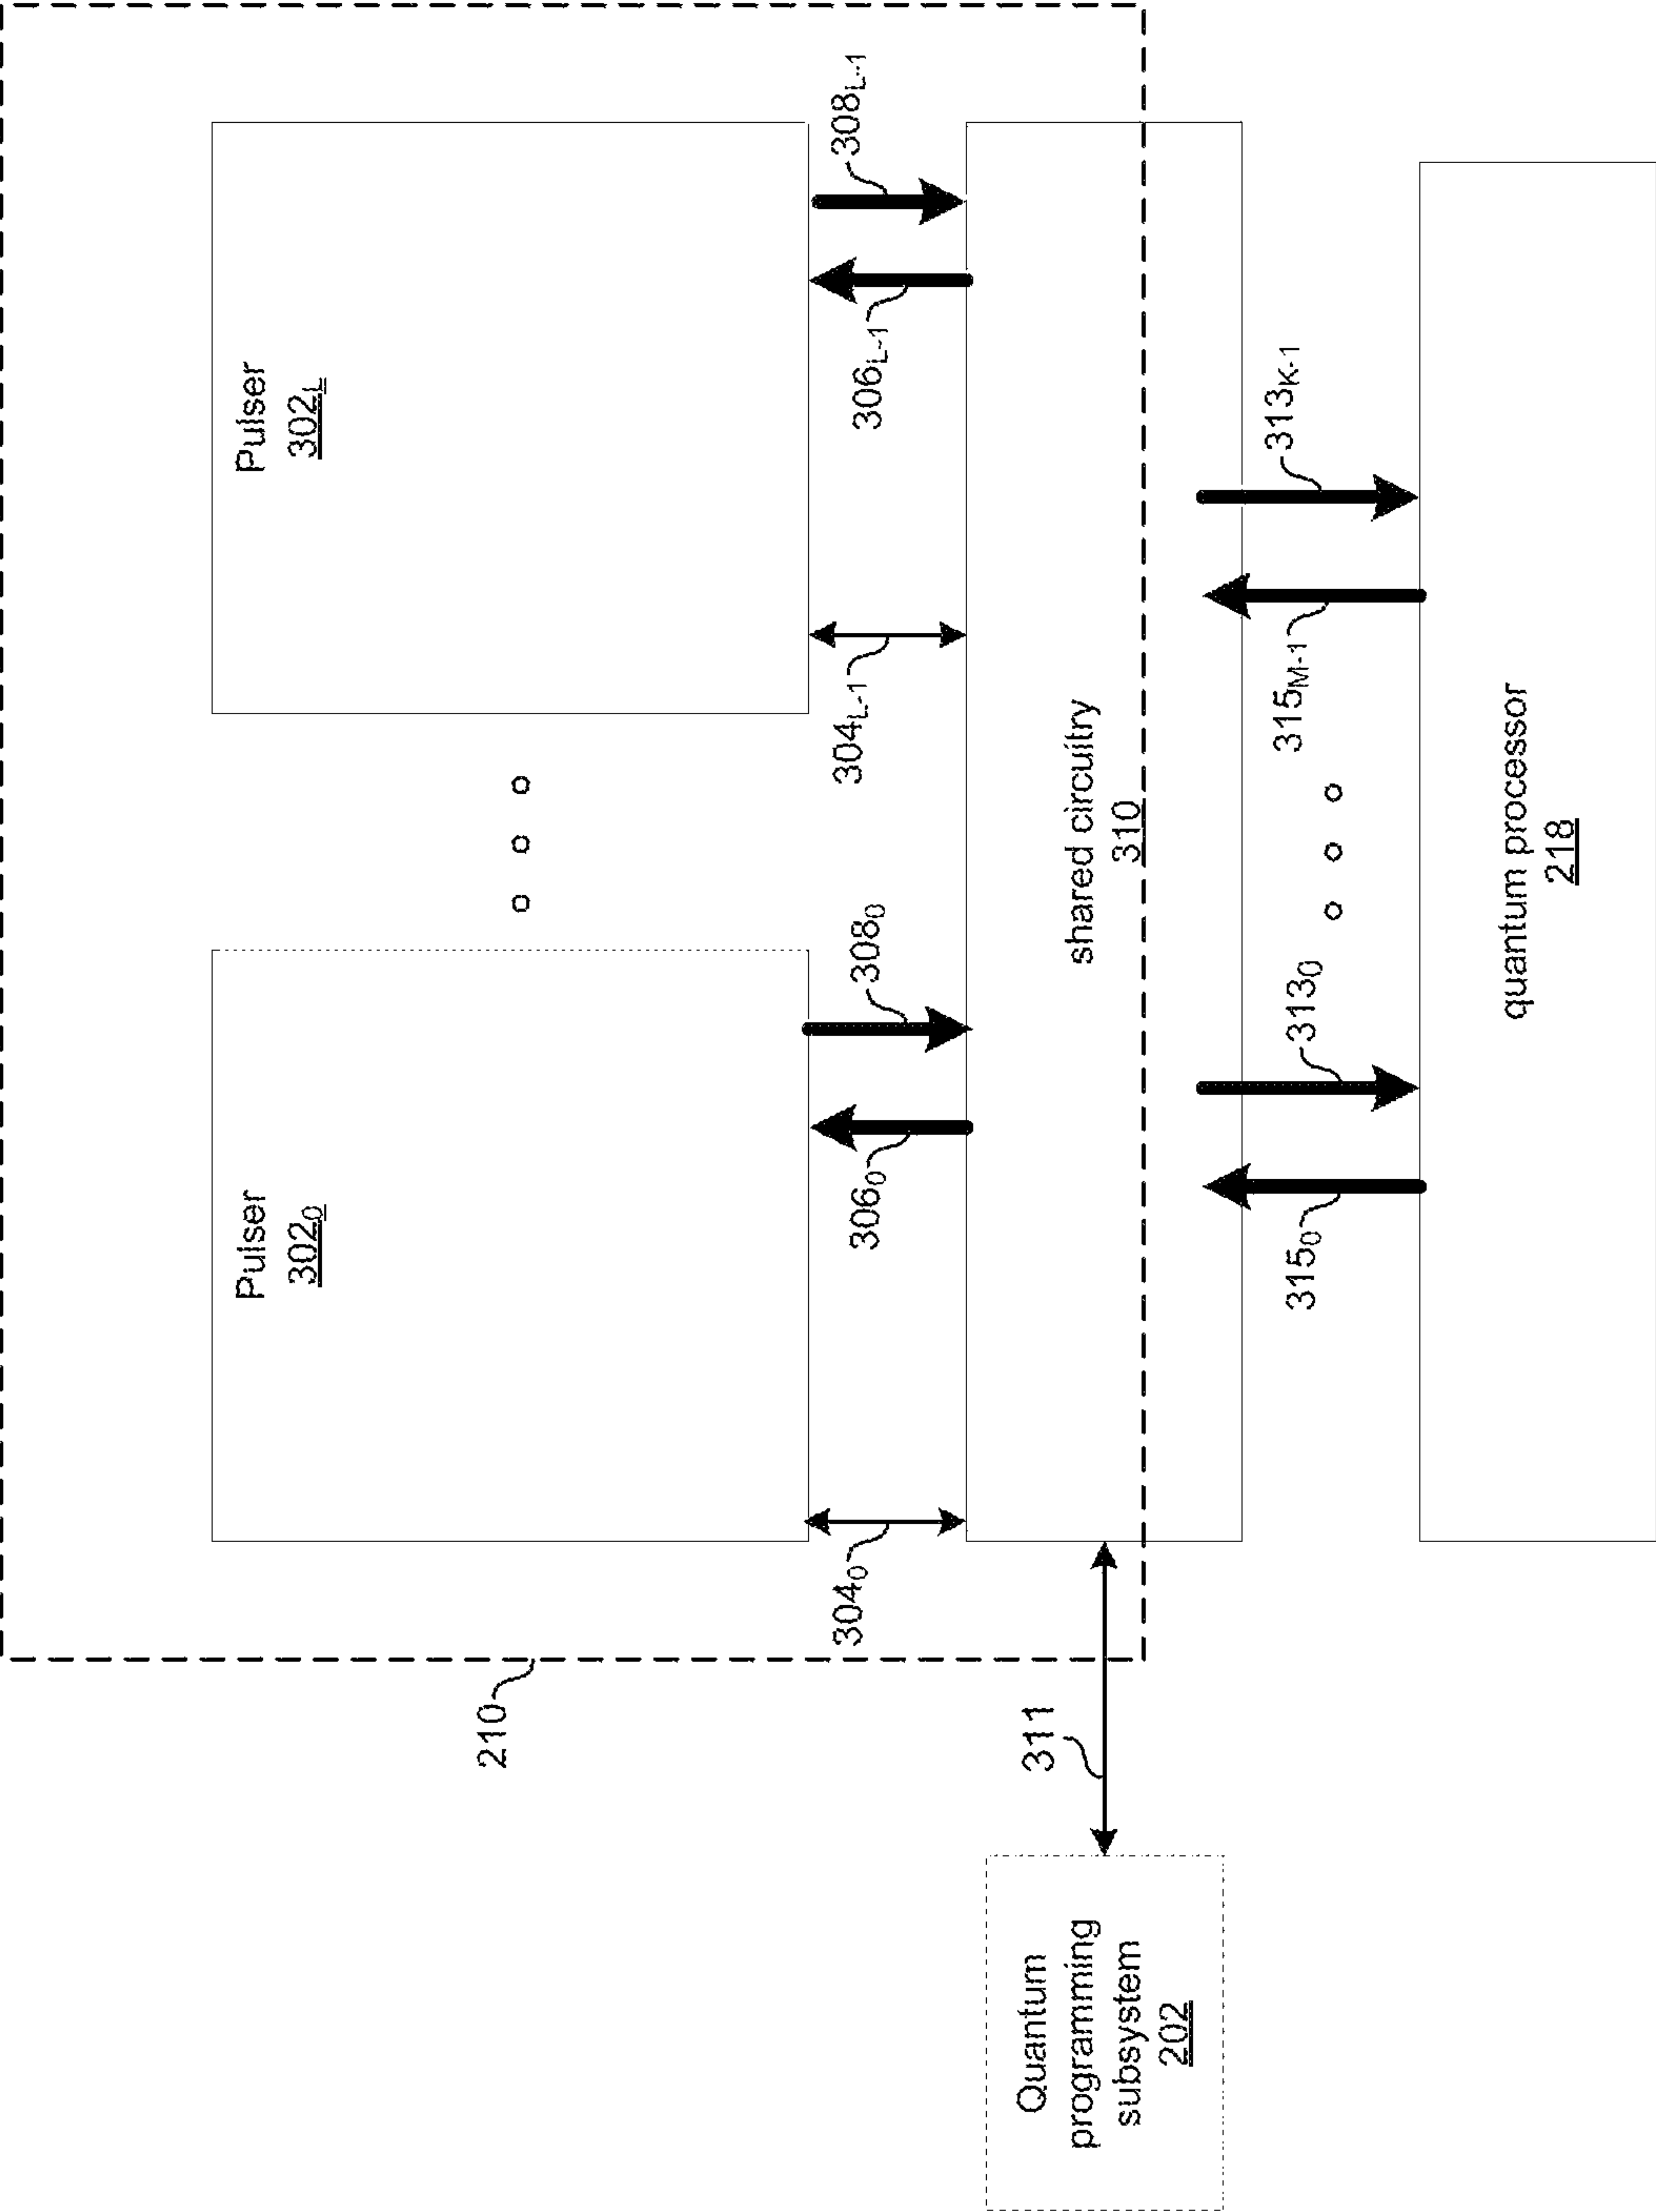 210
Pulser
302₀
Pulser
302L
304₀
306₀
308₀
304L-1
306L-1
308L-1
311
shared circuitry
310
Quantum
programming
subsystem
202
315₀
313₀
315M-1
313K-1
quantum processor
218